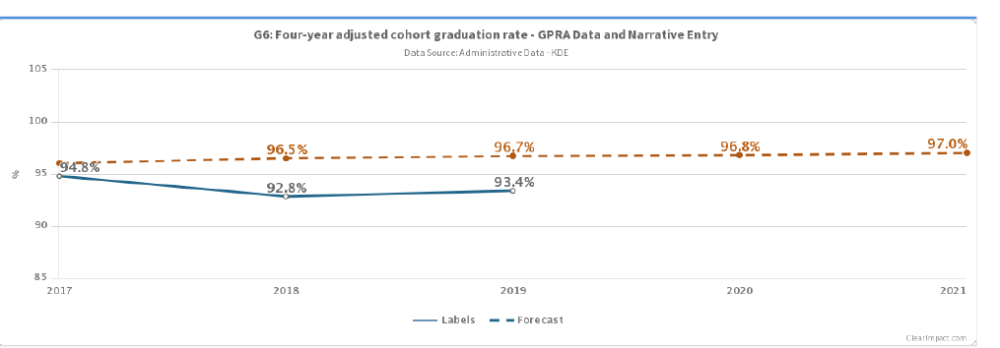 G6: Four-year adjusted cohort graduation rate - GPRA Data and Narrative Entry
Data Source: Administrative Data - KDE
105
100
95
90
85
%
96.5%
96.7%
96.8%
97.0%
94.8%
92.8%
93.4%
2017 2018 2019 2020 2021
Labels Forecast
ClearImpact.com